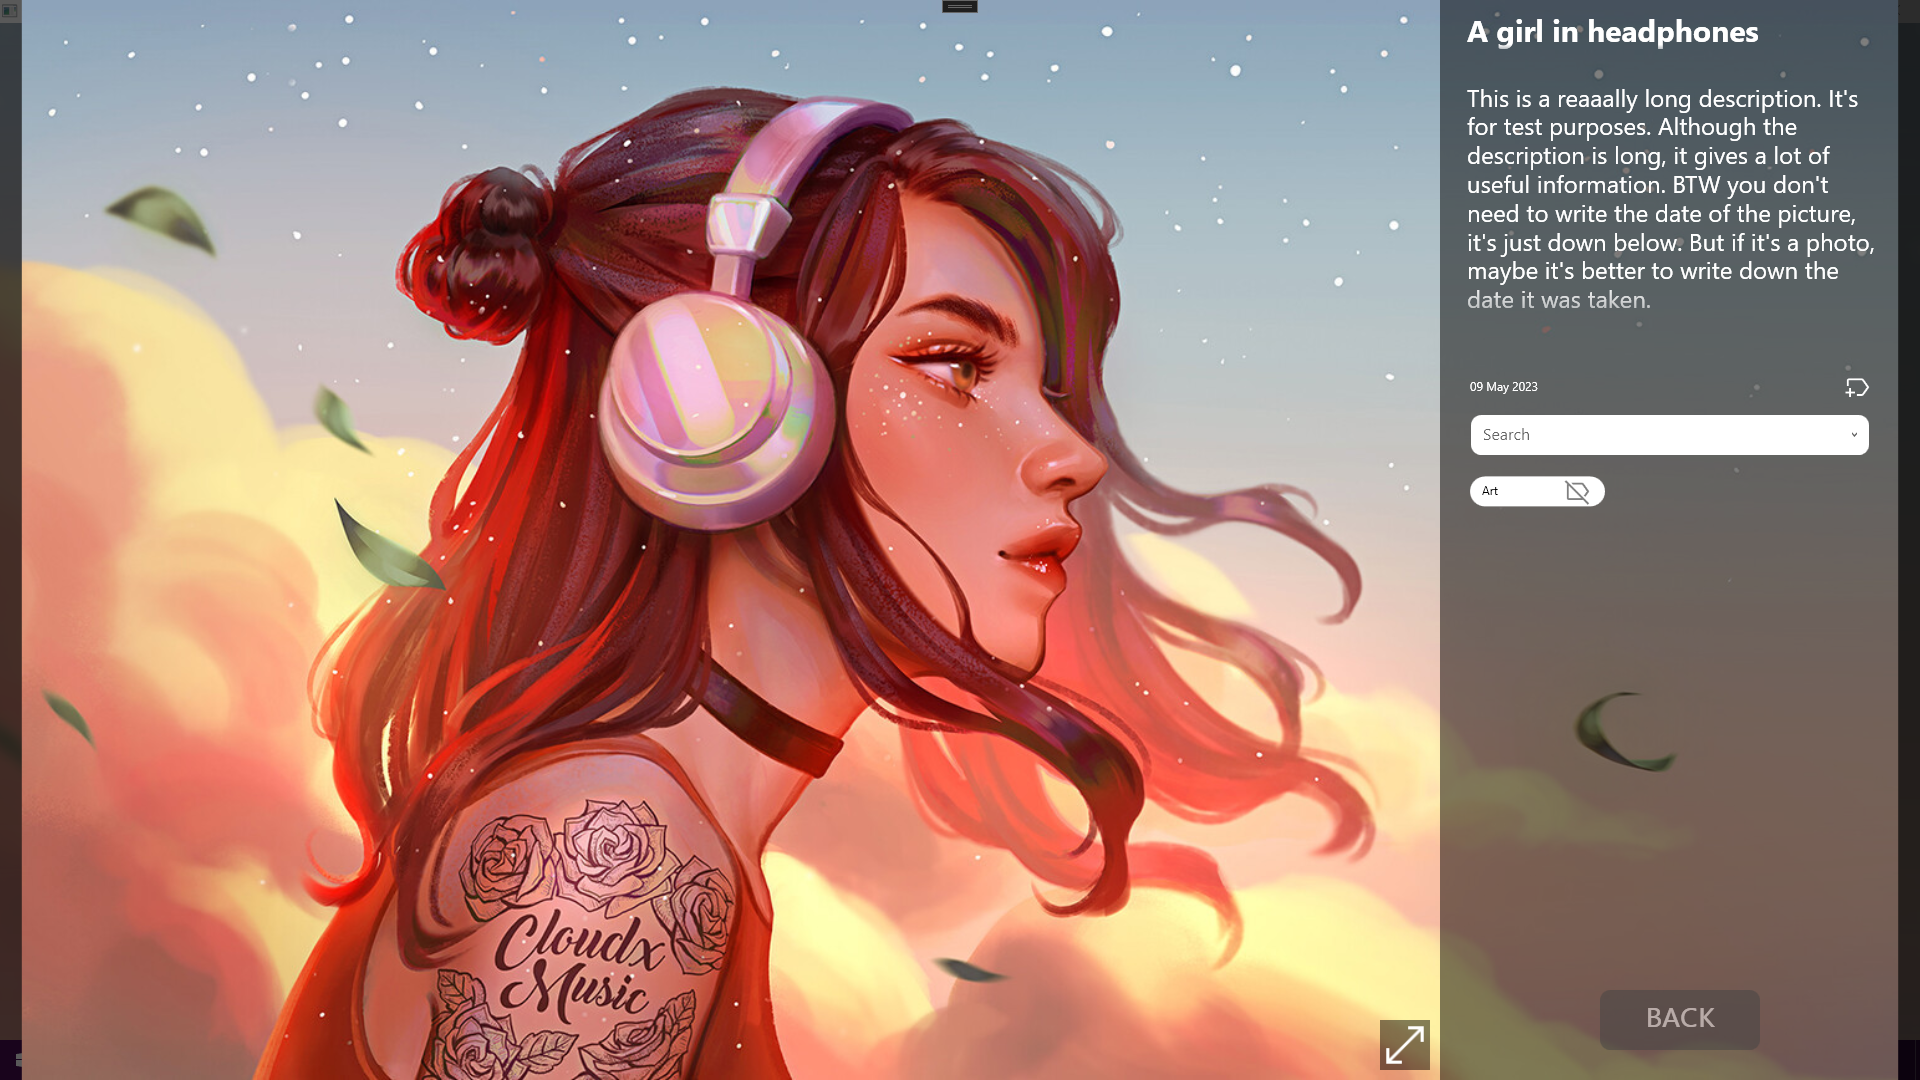 A girl in headphones
This is a reaaally long description. It's
for test purposes. Although the
description is long, it gives a lot of
useful information. BTW you don't
need to write the date of the picture,
it's just down below. But if it's a photo,
maybe it's better to write down the
date it was taken.
09 May 2023
Search
Art
Cloudx
Music
BACK